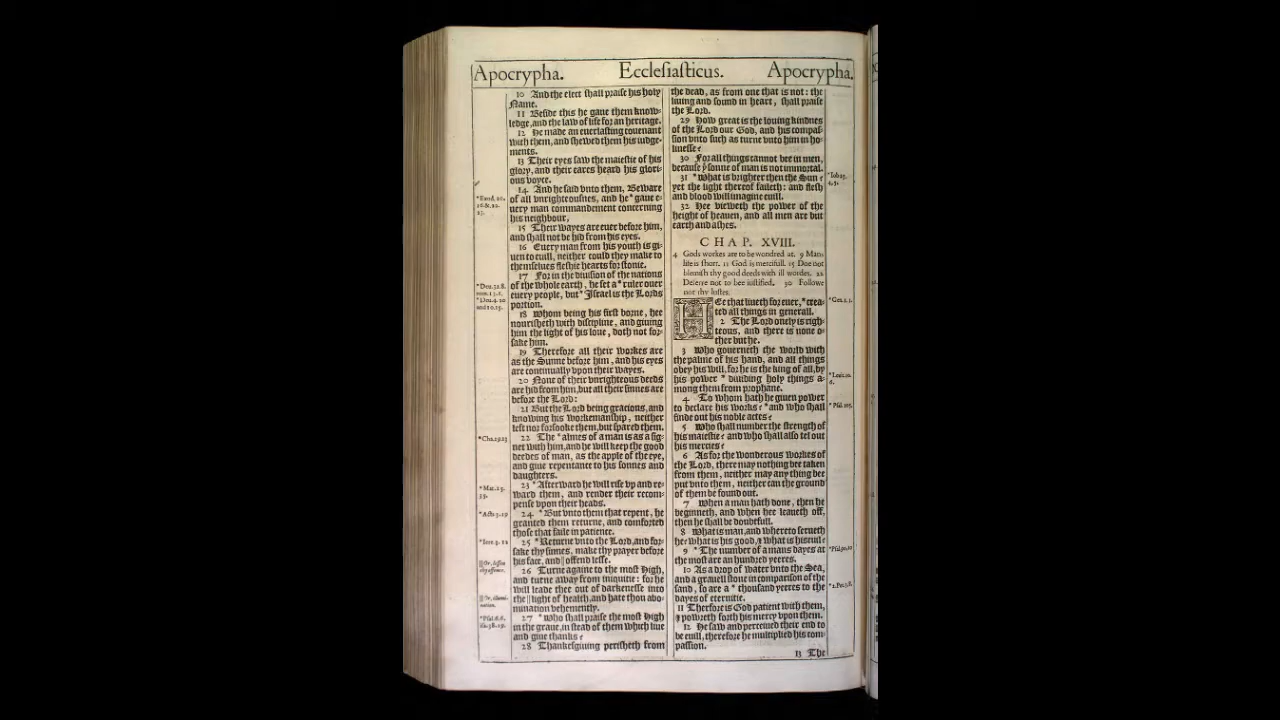 Apocrypha. Ecclesiasticus. Apocrypha.
10 And the elect shall praise his holy
Name.
11 Beside this he gaue them know-
ledge, and the law of life for an heritage.
12 He made an euerlasting couenant
with them, and shewed them his iudge-
ments.
13 Their eyes saw the maiestie of his
glory, and their eares heard his glori-
ous voyce.
14 And he said vnto them, Beware
of all vnrighteousnes, and he * gaue e-
uery man commandement concerning
his neighbour,
15 Their wayes are euer before him,
and shall not be hid from his eyes.
16 Euery man from his youth is gi-
uen to euill, neither could they make to
themselues fleshie hearts for stonie.
17 For in the diuision of the nations
of the whole earth, he set a * ruler ouer
euery people, but * Israel is the Lords
portion.
18 Whom being his first borne, hee
nourisheth with discipline, and giuing
him the light of his loue, doth not for-
sake him.
19 Therefore all their workes are
as the Sunne before him, and his eyes
are continually vpon their wayes.
20 None of their vnrighteous deeds
are hid from him, but all their sinnes are
before the Lord:
21 But the Lord being gracious, and
knowing his workemanship, neither
left nor forsooke them, but spared them.
22 The * almes of a man is as a sig-
net with him, and he will keep the good
deedes of man, as the apple of the eye,
and giue repentance to his sonnes and
daughters.
23 * Afterward he will rise vp and re-
ward them, and render their recom-
pense vpon their heads.
24 * But vnto them that repent, he
granted them returne, and comforted
those that faile in patience.
25 * Returne vnto the Lord, and for-
sake thy sinnes, make thy prayer before
his face, and || offend lesse.
26 Turne againe to the most High,
and turne away from iniquitie: for he
will leade thee out of darkenesse into
the || light of health, and hate thou abo-
mination vehemently.
27 * Who shall praise the most High
in the graue, in stead of them which liue
and giue thanks?
28 Thankesgiuing perisheth from
the dead, as from one that is not: the
liuing and sound in heart, shall praise
the Lord.
29 How great is the louing kindnes
of the Lord our God, and his compas-
sion vnto such as turne vnto him in ho-
linesse?
30 For all things cannot bee in men,
because ye sonne of man is not immortal.
31 * What is brighter then the Sun?
yet the light thereof faileth: and flesh
and blood will imagine euill.
32 Hee vieweth the power of the
height of heauen, and all men are but
earth and ashes.
CHAP. XVIII.
4 Gods workes are to be wondred at. 9 Mans
life is short. 11 God is mercifull. 15 Doe not
blemish thy good deeds with ill wordes. 22
Deferre not to bee iustified. 30 Followe
not thy lustes.
HEe that liueth for euer, * crea-
ted all things in generall.
2 The Lord onely is righ-
teous, and there is none o-
ther but he.
3 Who gouerneth the world with
the palme of his hand, and all things
obey his will, for he is the king of all, by
his power * diuiding holy things a-
mong them from prophane.
4 To whom hath he giuen power
to declare his works? * and who shall
finde out his noble actes?
5 Who shall number the strength of
his maiestie? and who shall also tel out
his mercies?
6 As for the wonderous workes of
the Lord, there may nothing bee taken
from them, neither may any thing bee
put vnto them, neither can the ground
of them be found out.
7 When a man hath done, then he
beginneth, and when hee leaueth off,
then he shall be doubtfull.
8 What is man, and whereto serueth
he? what is his good, & what is his euil?
9 * The number of a mans dayes at
the most are an hundred yeeres.
10 As a drop of water vnto the Sea,
and a grauell stone in comparison of the
sand, so are a * thousand yeeres to the
dayes of eternitie.
11 Therfore is God patient with them,
& powreth forth his mercy vpon them.
12 He saw and perceiued their end to
be euill, therefore he multiplied his com-
passion.
13 The